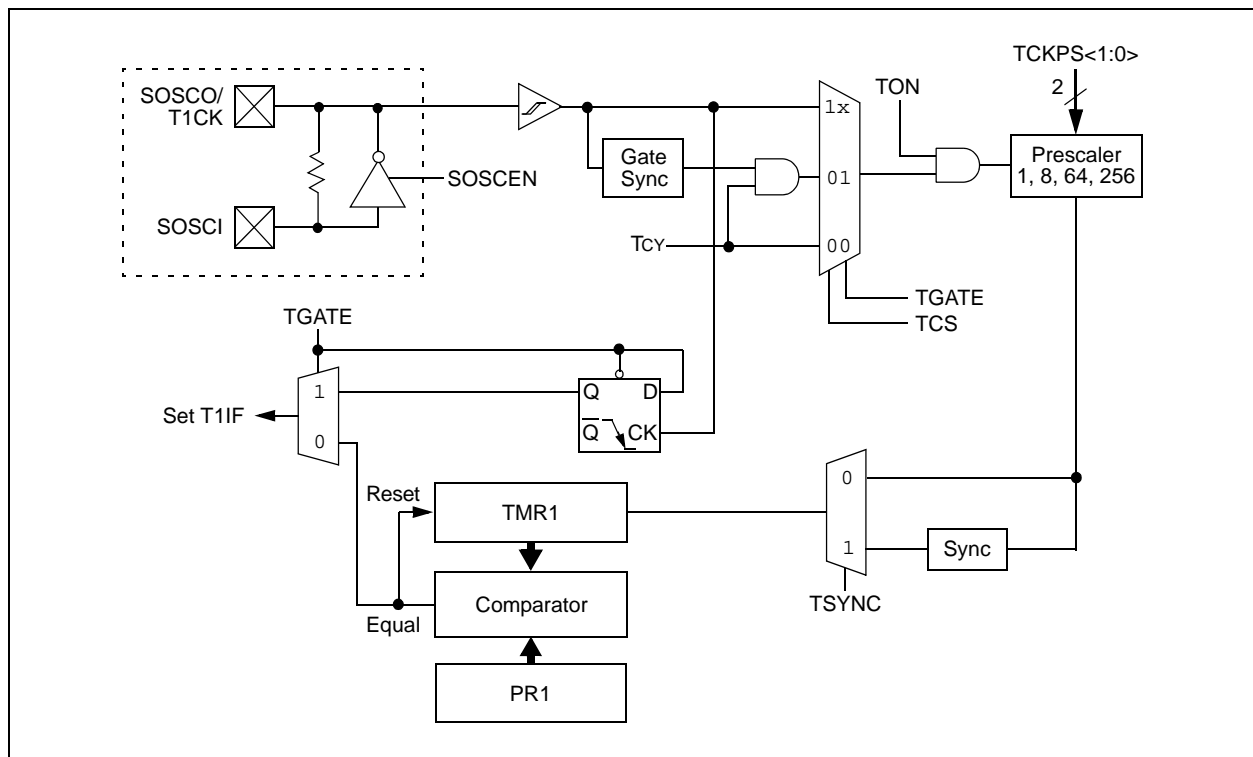 TCKPS<1:0>
2
SOSCO/
T1CK
TON
1x
Gate
Sync
Prescaler
1, 8, 64, 256
SOSCEN
01
SOSCI
TCY
00
TGATE
TCS
TGATE
1
Q
D
Set T1IF
Q
CK
0
Reset
TMR1
0
1
Sync
Comparator
TSYNC
Equal
PR1